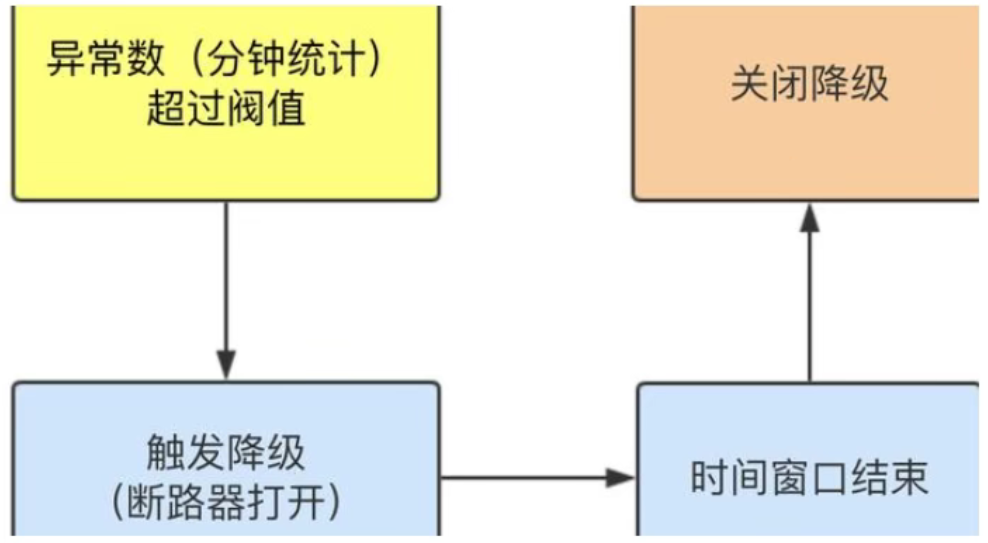 异常数（分钟统计）
超过阀值
关闭降级
触发降级
(断路器打开)
时间窗口结束